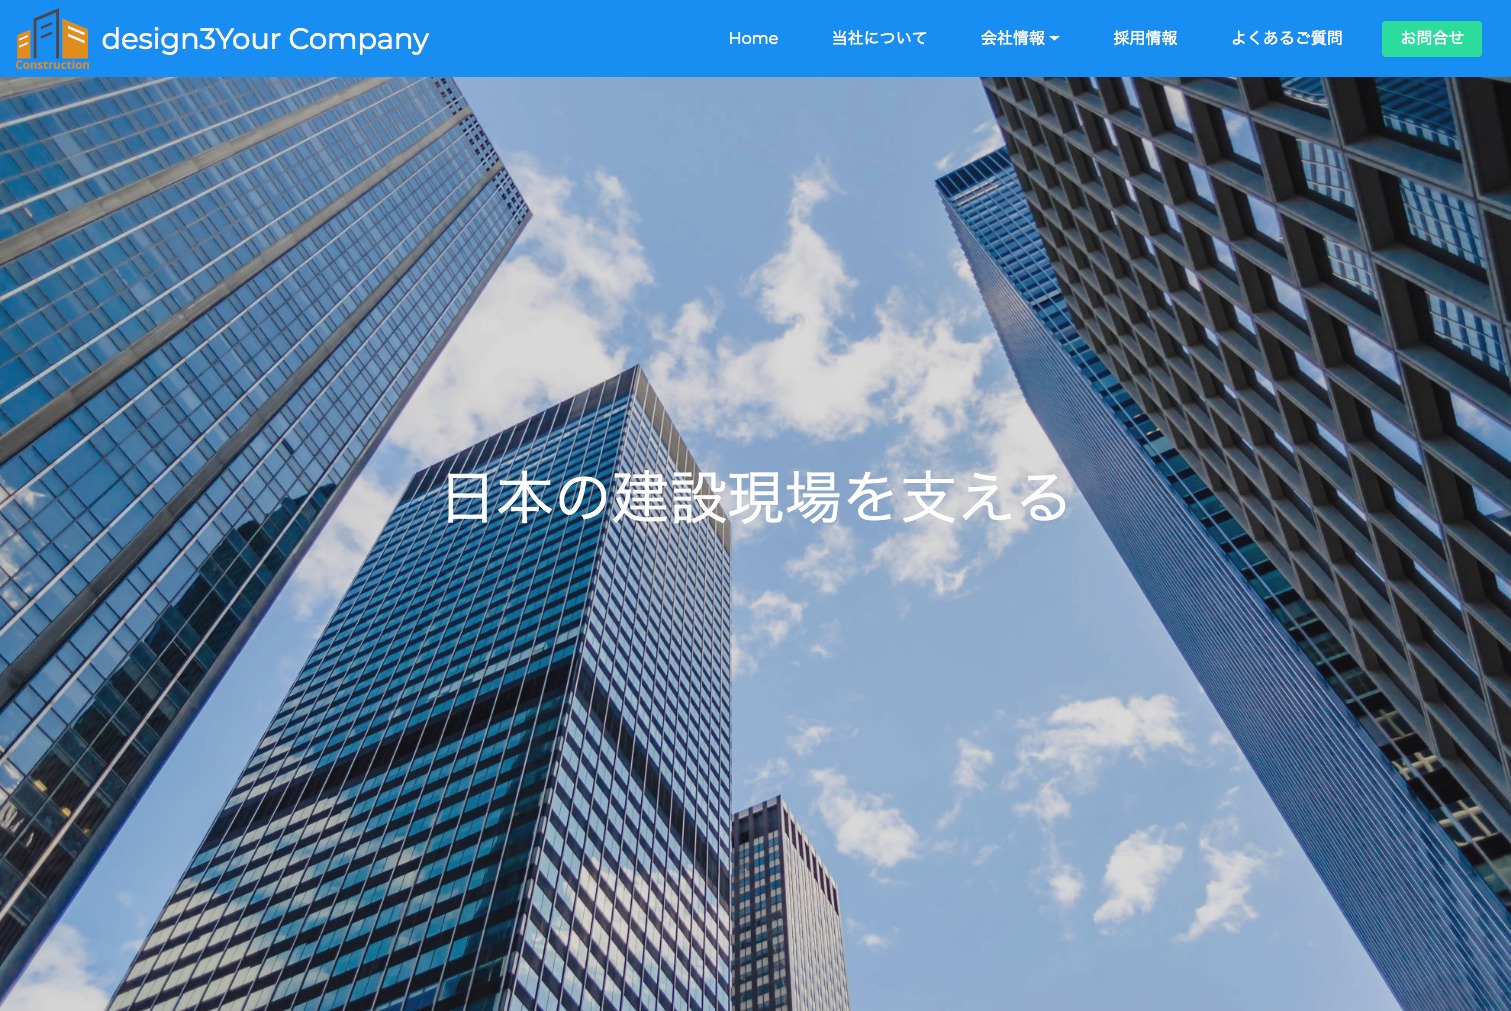 Construction
design3Your Company
Home
当社について
会社情報
採用情報
よくあるご質問
お問合せ
日本の建設現場を支える